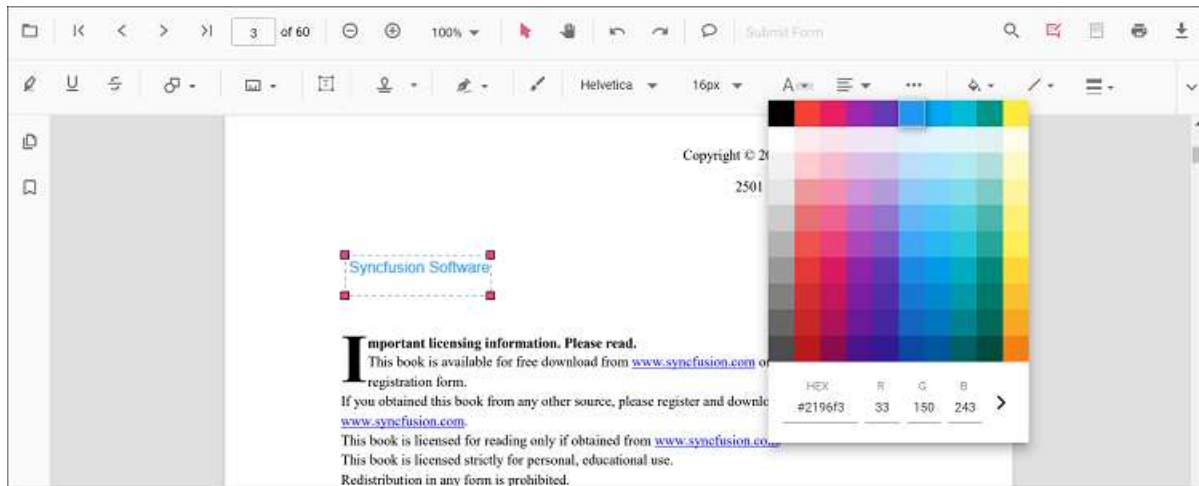 3 of 60 100% Submit Form
Helvetica 16px A
Copyright © 20
2501
Syncfusion Software
Important licensing information. Please read.
This book is available for free download from www.syncfusion.com
registration form.
If you obtained this book from any other source, please register and
www.syncfusion.com.
This book is licensed for reading only if obtained from www.syncfusion.co
This book is licensed strictly for personal, educational use.
Redistribution in any form is prohibited.
HEX R G B
#2196f3 33 150 243